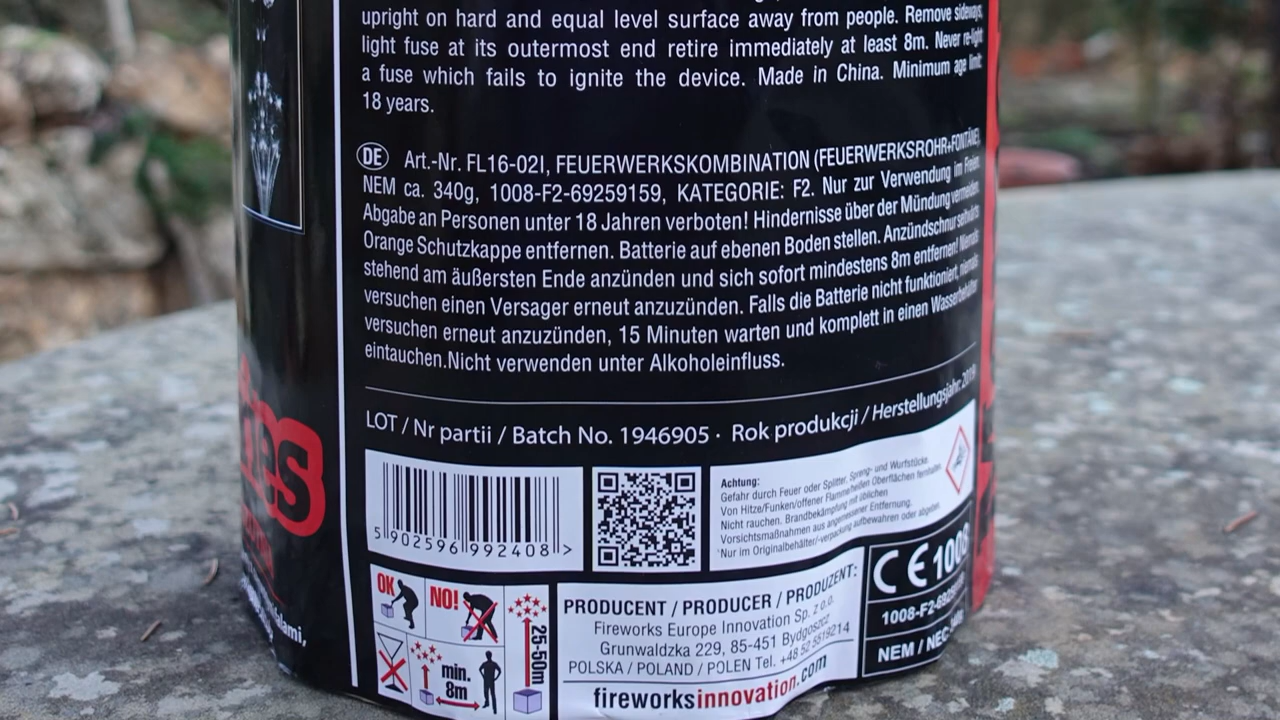 upright on hard and equal level surface away from people. Remove sideways,
light fuse at its outermost end retire immediately at least 8m. Never re-light
a fuse which fails to ignite the device. Made in China. Minimum age limit:
18 years.
DE Art.-Nr. FL16-02I, FEUERWERKSKOMBINATION (FEUERWERKSROHR+FONTÄNE)
NEM ca. 340g, 1008-F2-69259159, KATEGORIE: F2. Nur zur Verwendung im Freien
Abgabe an Personen unter 18 Jahren verboten! Hindernisse über der Mündung vermeiden.
Orange Schutzkappe entfernen. Batterie auf ebenen Boden stellen. Anzündschnur seitwärts
stehend am äußersten Ende anzünden und sich sofort mindestens 8m entfernen! Niemals
versuchen einen Versager erneut anzuzünden. Falls die Batterie nicht funktioniert, niemals
versuchen erneut anzuzünden, 15 Minuten warten und komplett in einen Wasserbehälter
eintauchen.Nicht verwenden unter Alkoholeinfluss.
LOT / Nr partii / Batch No. 1946905 · Rok produkcji / Herstellungsjahr: 2019
5 902596 992408 >
Achtung:
Gefahr durch Feuer oder Splitter, Spreng- und Wurfstücke.
Von Hitze/Funken/offener Flamme/heißen Oberflächen fernhalten.
Nicht rauchen. Brandbekämpfung mit üblichen
Vorsichtsmaßnahmen aus angemessener Entfernung.
Nur im Originalbehälter/-verpackung aufbewahren oder abgeben.
CE 1008
1008-F2-692
NEM / NEC:
OK
NO!
min.
8m
25-50m
PRODUCENT / PRODUCER / PRODUZENT:
Fireworks Europe Innovation Sp. z o.o.
Grunwaldzka 229, 85-451 Bydgoszcz
POLSKA / POLAND / POLEN Tel. +48 52 5519214
fireworksinnovation.com